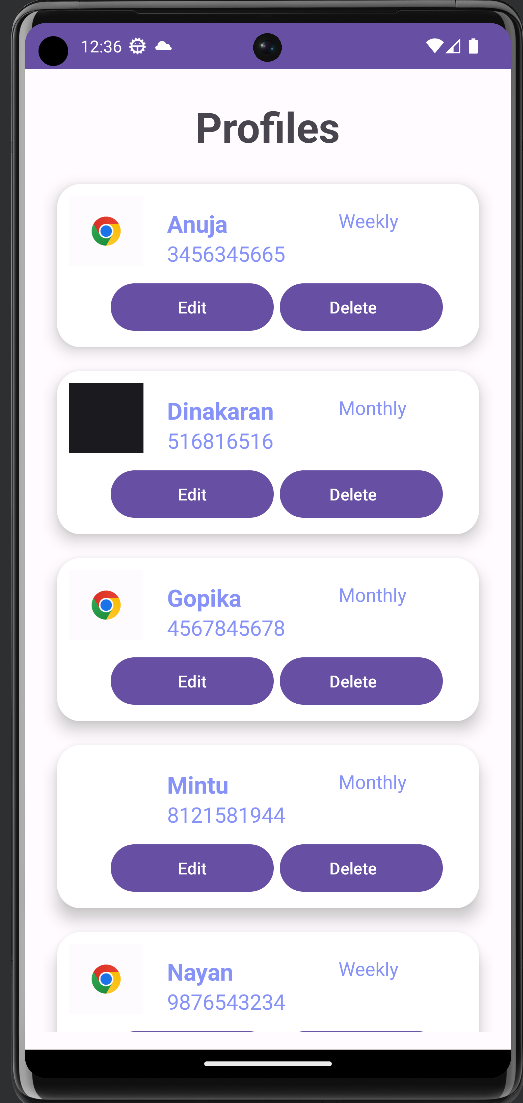 12:36
Profiles
Anuja
Weekly
3456345665
Edit
Delete
Dinakaran
Monthly
516816516
Edit
Delete
Gopika
Monthly
4567845678
Edit
Delete
Mintu
Monthly
8121581944
Edit
Delete
Nayan
Weekly
9876543234